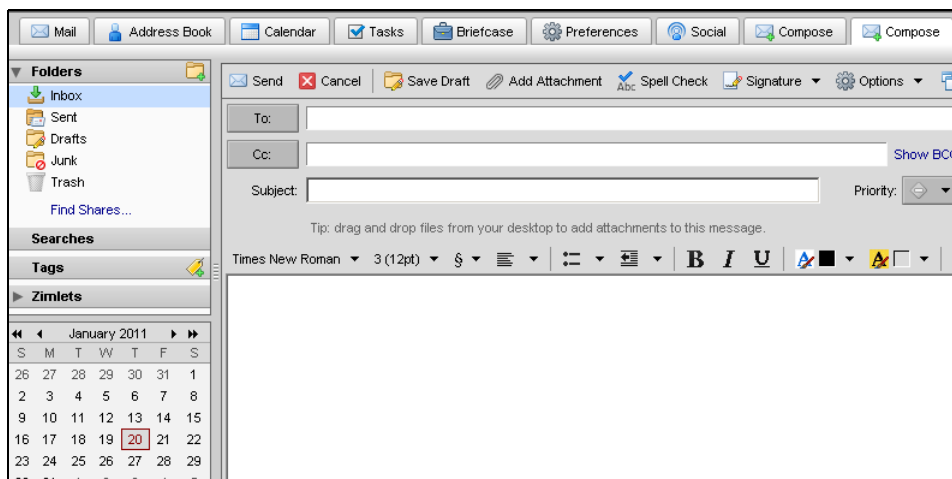 Mail Address Book Calendar Tasks Briefcase Preferences Social Compose Compose
Folders
Inbox
Sent
Drafts
Junk
Trash
Find Shares...
Searches
Tags
Zimlets
January 2011
S M T W T F S
26 27 28 29 30 31 1
2 3 4 5 6 7 8
9 10 11 12 13 14 15
16 17 18 19 20 21 22
23 24 25 26 27 28 29
Send Cancel Save Draft Add Attachment Abc Spell Check Signature Options
To:
Cc: Show BCC
Subject: Priority:
Tip: drag and drop files from your desktop to add attachments to this message.
Times New Roman 3 (12pt) § B I U A A